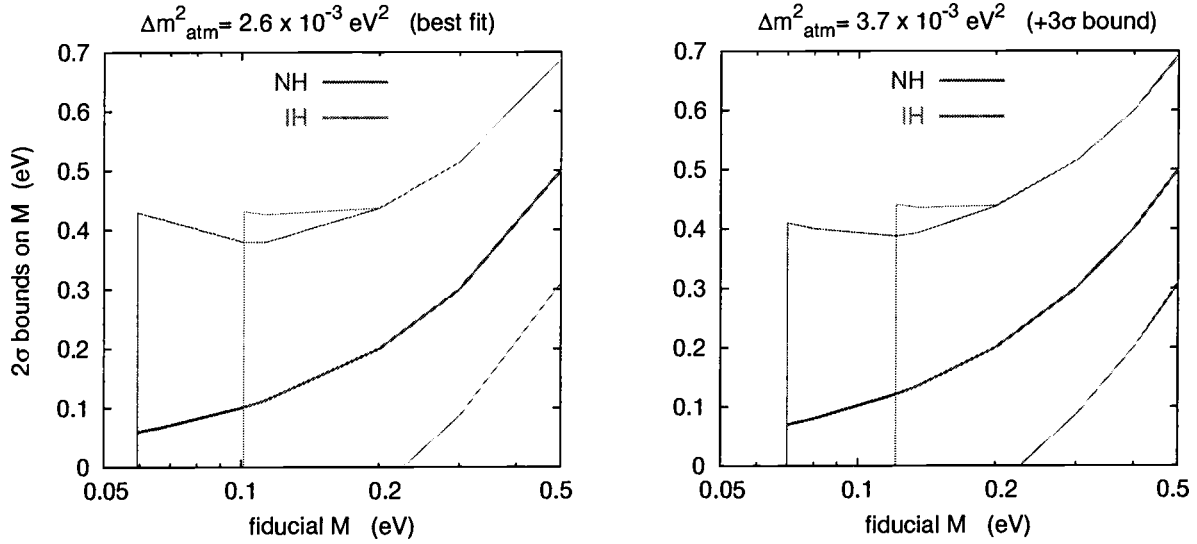 Δm²atm= 2.6 x 10⁻³ eV² (best fit)
2σ bounds on M (eV)
0.7
0.6
0.5
0.4
0.3
0.2
0.1
0
NH
IH
0.05
0.1
0.2
0.5
fiducial M (eV)
Δm²atm= 3.7 x 10⁻³ eV² (+3σ bound)
0.7
0.6
0.5
0.4
0.3
0.2
0.1
0
NH
IH
0.05
0.1
0.2
0.5
fiducial M (eV)